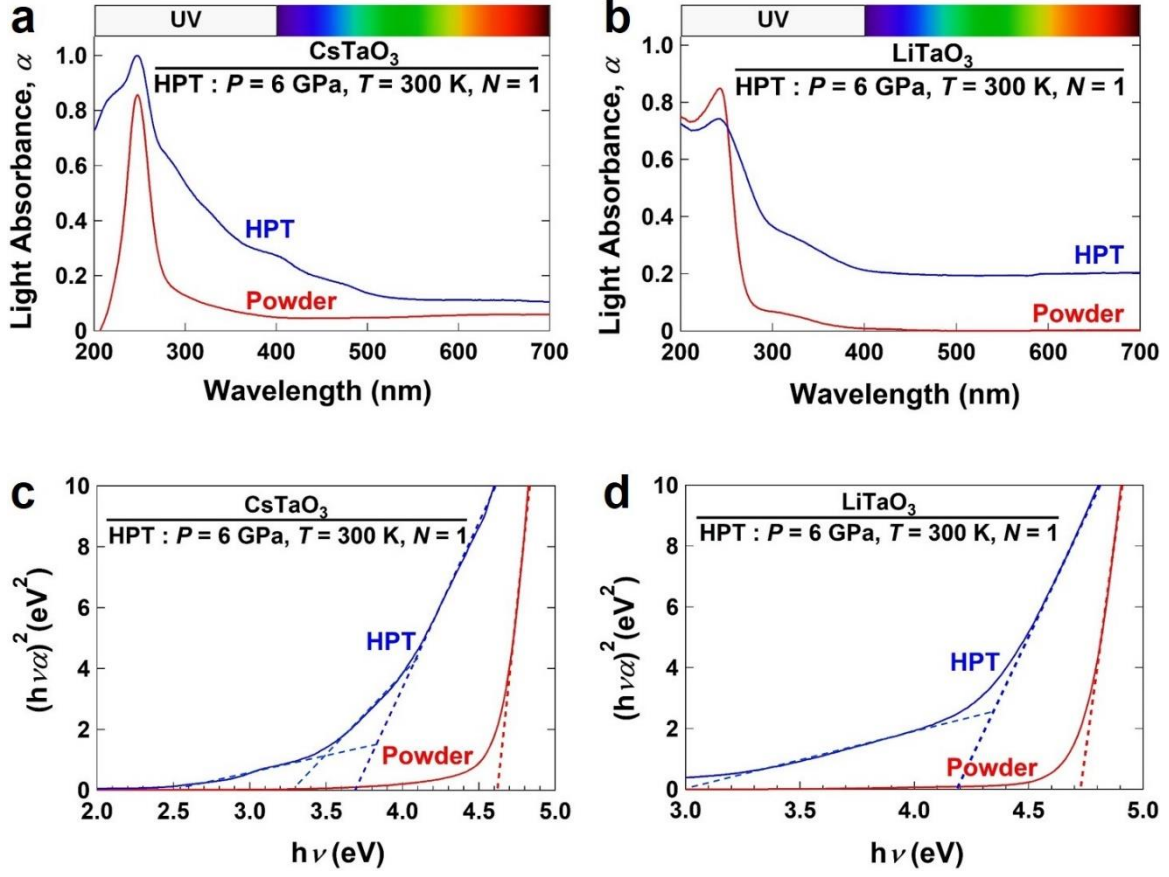 a
UV
CsTaO3
HPT : P = 6 GPa, T = 300 K, N = 1
Light Absorbance, α
1.0
0.8
0.6
0.4
0.2
0
HPT
Powder
200 300 400 500 600 700
Wavelength (nm)
b
UV
LiTaO3
HPT : P = 6 GPa, T = 300 K, N = 1
Light Absorbance, α
1.0
0.8
0.6
0.4
0.2
0
HPT
Powder
200 300 400 500 600 700
Wavelength (nm)
c
CsTaO3
HPT : P = 6 GPa, T = 300 K, N = 1
(hνα)2 (eV2)
10
8
6
4
2
0
HPT
Powder
2.0 2.5 3.0 3.5 4.0 4.5 5.0
hν (eV)
d
LiTaO3
HPT : P = 6 GPa, T = 300 K, N = 1
(hνα)2 (eV2)
10
8
6
4
2
0
HPT
Powder
3.0 3.5 4.0 4.5 5.0
hν (eV)